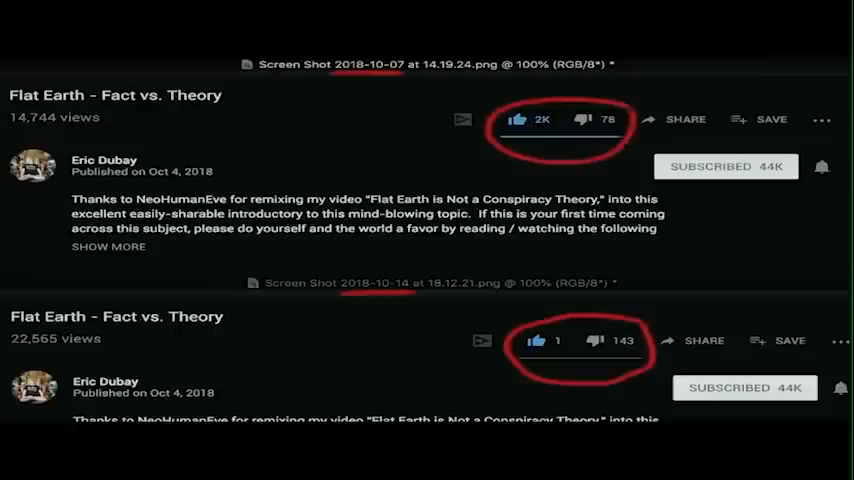 Screen Shot 2018-10-07 at 14.19.24.png @ 100% (RGB/8*) *
Flat Earth - Fact vs. Theory
14,744 views
2K 78 SHARE SAVE ...
Eric Dubay
Published on Oct 4, 2018
SUBSCRIBED 44K
Thanks to NeoHumanEve for remixing my video "Flat Earth is Not a Conspiracy Theory," into this
excellent easily-sharable introductory to this mind-blowing topic. If this is your first time coming
across this subject, please do yourself and the world a favor by reading / watching the following
SHOW MORE
Screen Shot 2018-10-14 at 18.12.21.png @ 100% (RGB/8*) *
Flat Earth - Fact vs. Theory
22,565 views
1 143 SHARE SAVE ...
Eric Dubay
Published on Oct 4, 2018
SUBSCRIBED 44K
Thanks to NeoHumanEve for remixing my video "Flat Earth is Not a Conspiracy Theory," into this